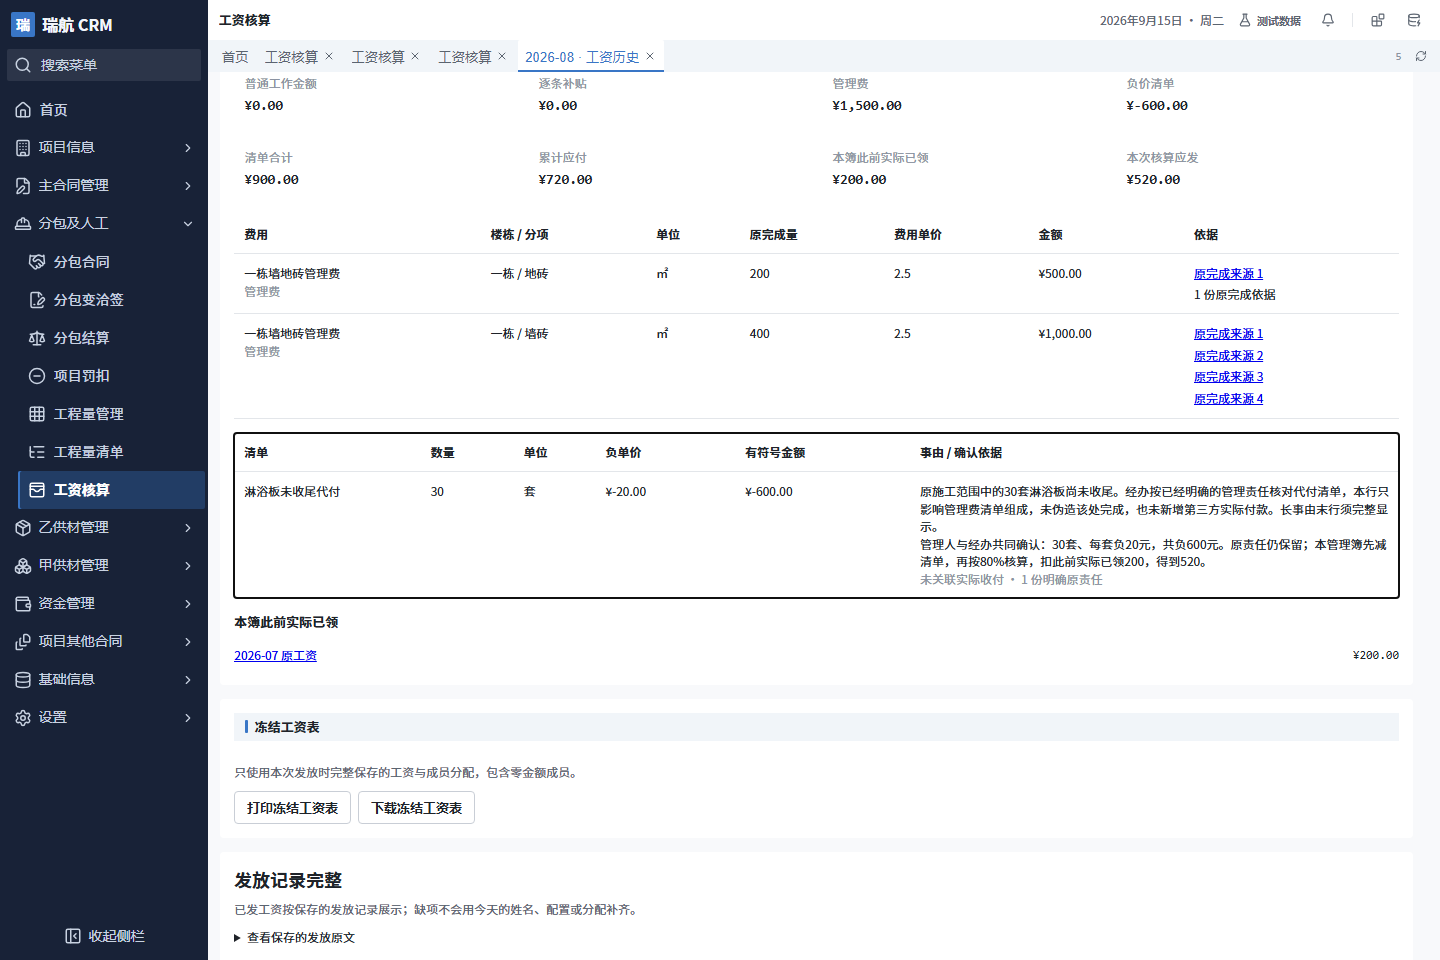 瑞 瑞航 CRM
搜索菜单
首页
项目信息
主合同管理
分包及人工
分包合同
分包变洽签
分包结算
项目罚扣
工程量管理
工程量清单
工资核算
乙供材管理
甲供材管理
资金管理
项目其他合同
基础信息
设置
收起侧栏
工资核算
2026年9月15日 • 周二 测试数据
首页 工资核算 × 工资核算 × 工资核算 × 2026-08 · 工资历史 × 5
普通工作金额 逐条补贴 管理费 负价清单
¥0.00 ¥0.00 ¥1,500.00 ¥-600.00
清单合计 累计应付 本簿此前实际已领 本次核算应发
¥900.00 ¥720.00 ¥200.00 ¥520.00
费用 楼栋 / 分项 单位 原完成量 费用单价 金额 依据
一栋墙地砖管理费 一栋 / 地砖 ㎡ 200 2.5 ¥500.00 原完成来源 1
管理费 1 份原完成依据
一栋墙地砖管理费 一栋 / 墙砖 ㎡ 400 2.5 ¥1,000.00 原完成来源 1
管理费 原完成来源 2
原完成来源 3
原完成来源 4
清单 数量 单位 负单价 有符号金额 事由 / 确认依据
淋浴板未收尾代付 30 套 ¥-20.00 ¥-600.00 原施工范围中的30套淋浴板尚未收尾。经办按已经明确的管理责任核对代付清单，本行只
影响管理费清单组成，未伪造该处完成，也未新增第三方实际付款。长事由末行须完整显
示。
管理人与经办共同确认：30套、每套负20元，共负600元。原责任仍保留；本管理簿先减
清单，再按80%核算，扣此前实际已领200，得到520。
未关联实际收付 • 1 份明确原责任
本簿此前实际已领
2026-07 原工资 ¥200.00
冻结工资表
只使用本次发放时完整保存的工资与成员分配，包含零金额成员。
打印冻结工资表 下载冻结工资表
发放记录完整
已发工资按保存的发放记录展示；缺项不会用今天的姓名、配置或分配补齐。
▶ 查看保存的发放原文